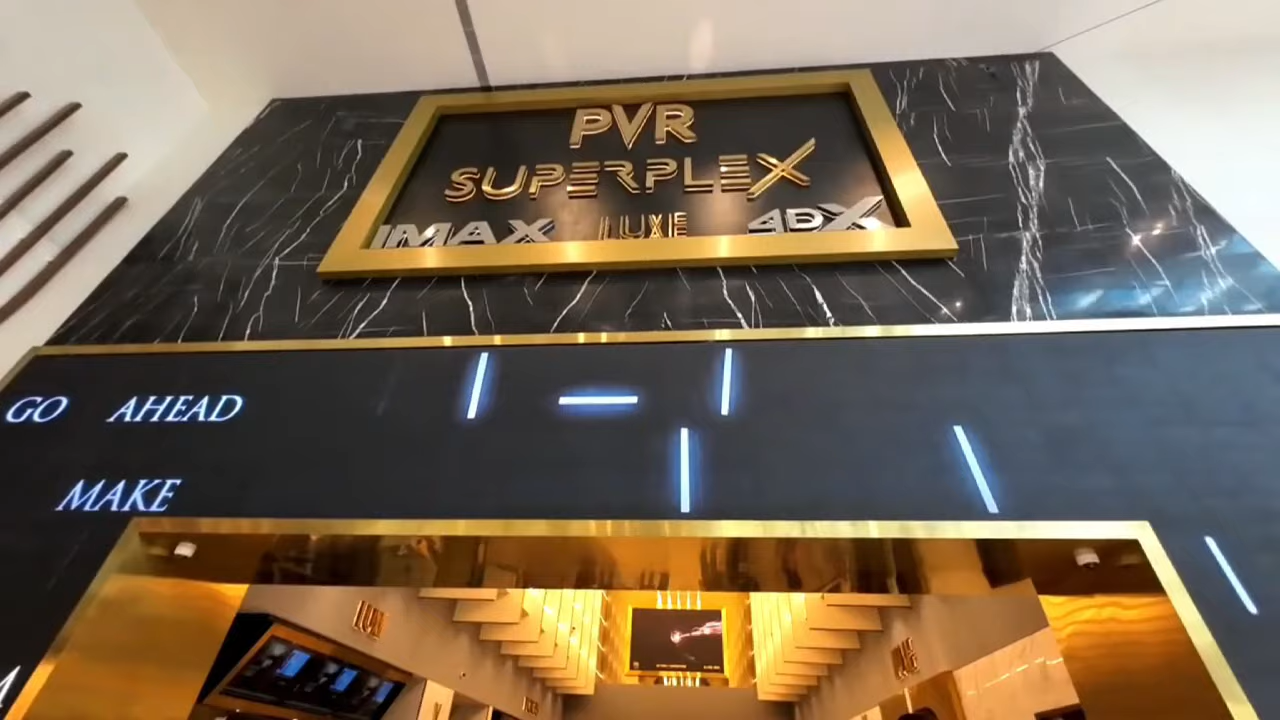 PVR
SUPERPLEX
IMAX LUXE 4DX
GO AHEAD
MAKE